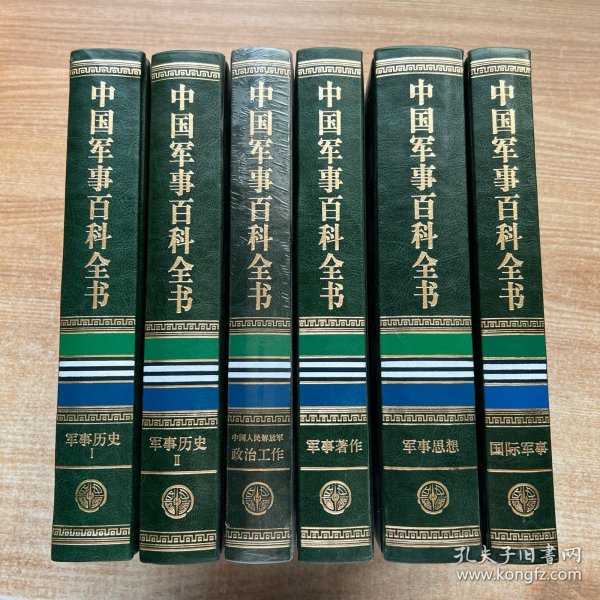 中国军事百科全书
军事历史
I
中国军事百科全书
军事历史
II
中国军事百科全书
中国人民解放军
政治工作
中国军事百科全书
军事著作
中国军事百科全书
军事思想
中国军事百科全书
国际军事
孔夫子旧书网
www.kongfz.com